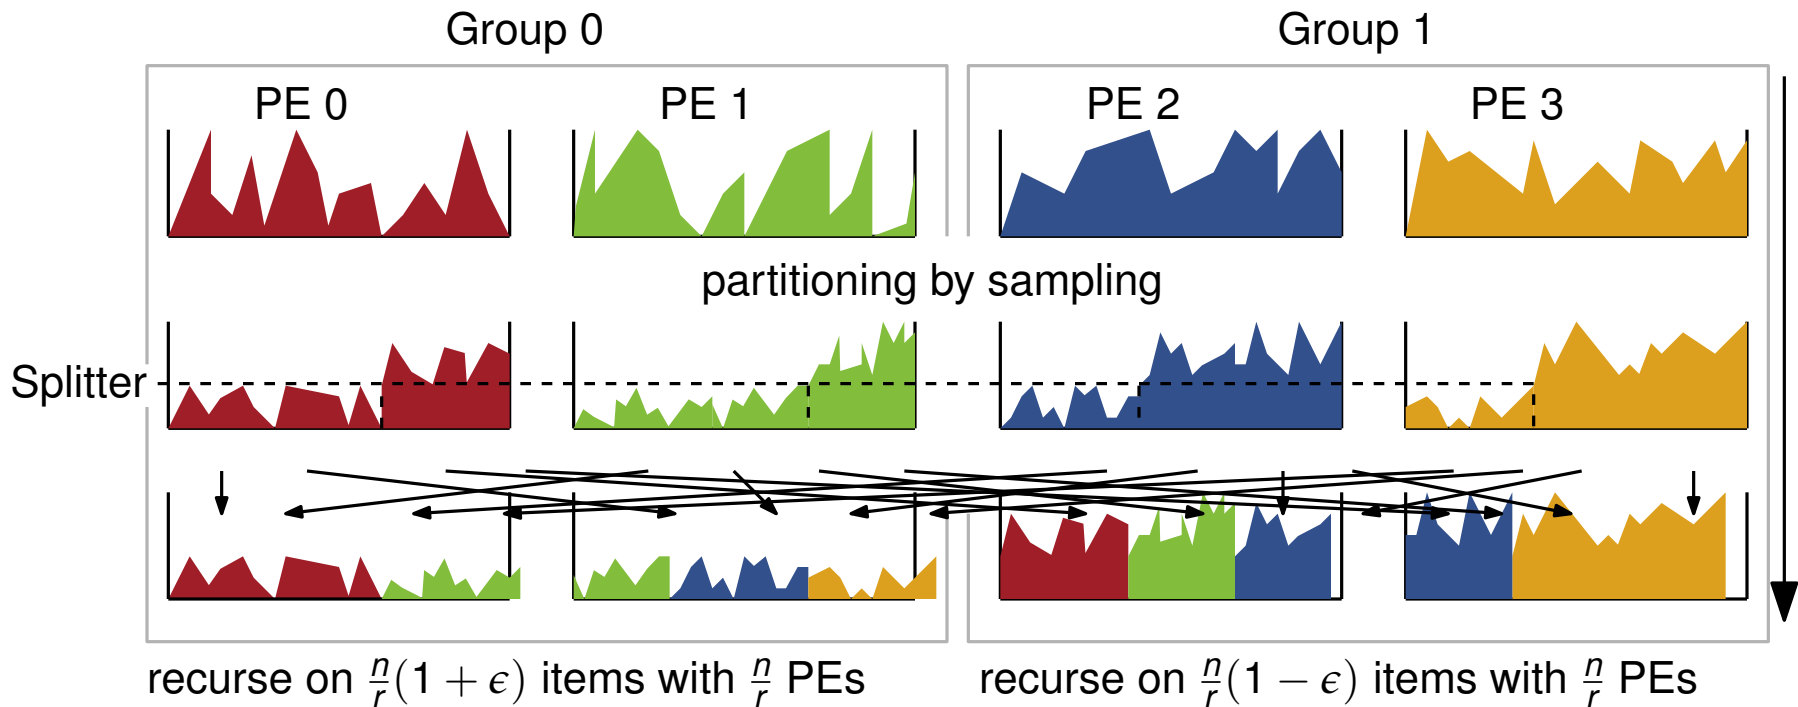 Group 0 Group 1
PE 0 PE 1 PE 2 PE 3
partitioning by sampling
Splitter
recurse on n/r(1 + ϵ) items with n/r PEs recurse on n/r(1 − ϵ) items with n/r PEs